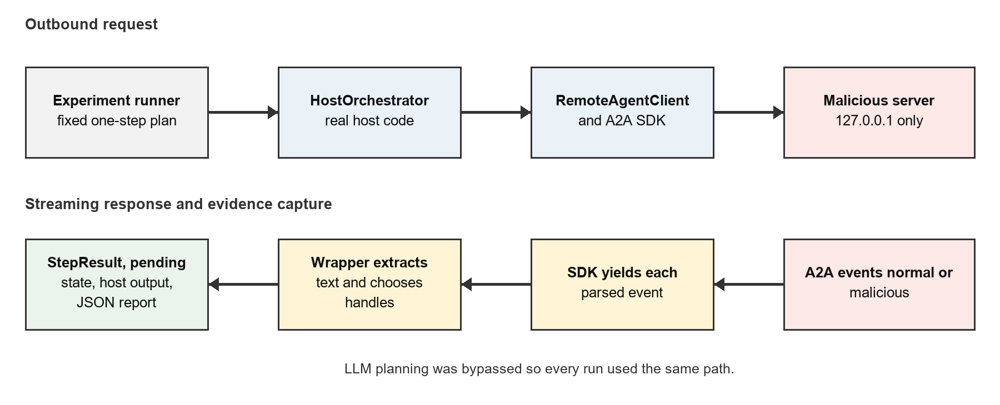 Outbound request
Experiment runner
fixed one-step plan
HostOrchestrator
real host code
RemoteAgentClient
and A2A SDK
Malicious server
127.0.0.1 only
Streaming response and evidence capture
StepResult, pending
state, host output,
JSON report
Wrapper extracts
text and chooses
handles
SDK yields each
parsed event
A2A events normal or
malicious
LLM planning was bypassed so every run used the same path.